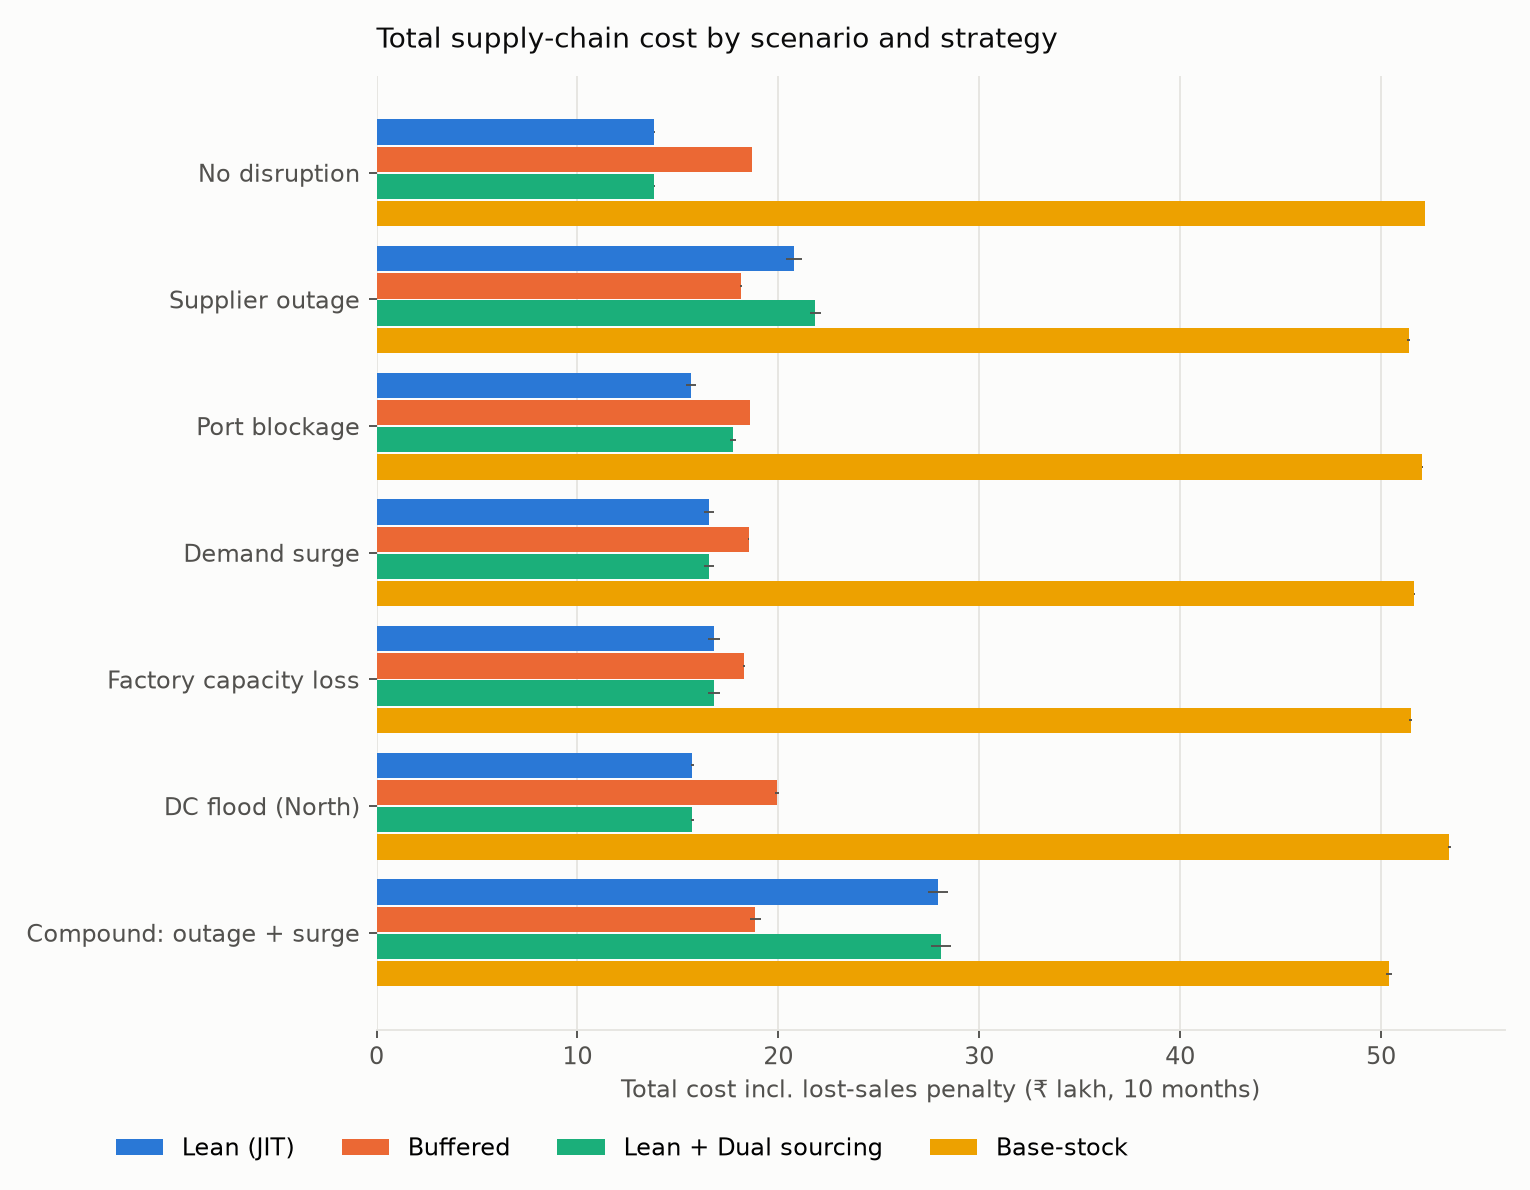 Total supply-chain cost by scenario and strategy
No disruption
Supplier outage
Port blockage
Demand surge
Factory capacity loss
DC flood (North)
Compound: outage + surge
0 10 20 30 40 50
Total cost incl. lost-sales penalty (₹ lakh, 10 months)
Lean (JIT) Buffered Lean + Dual sourcing Base-stock